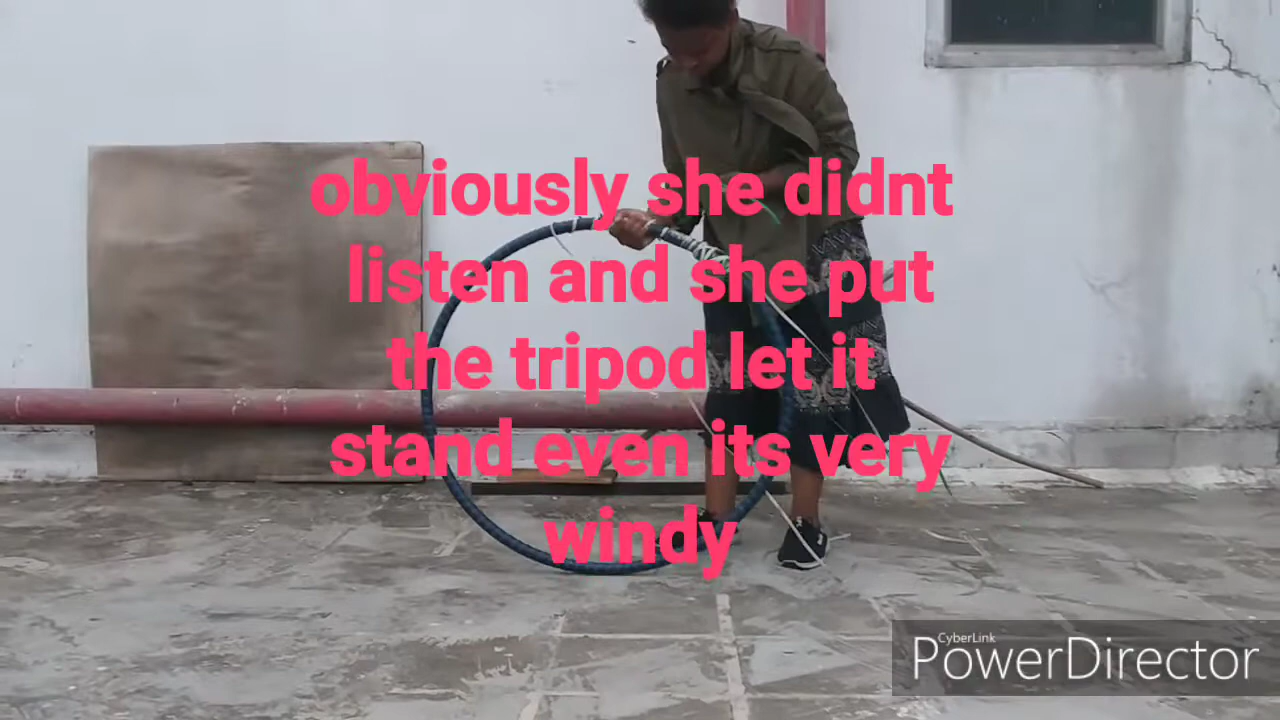 obviously she didnt
listen and she put
the tripod let it
stand even its very
windy
CyberLink
PowerDirector